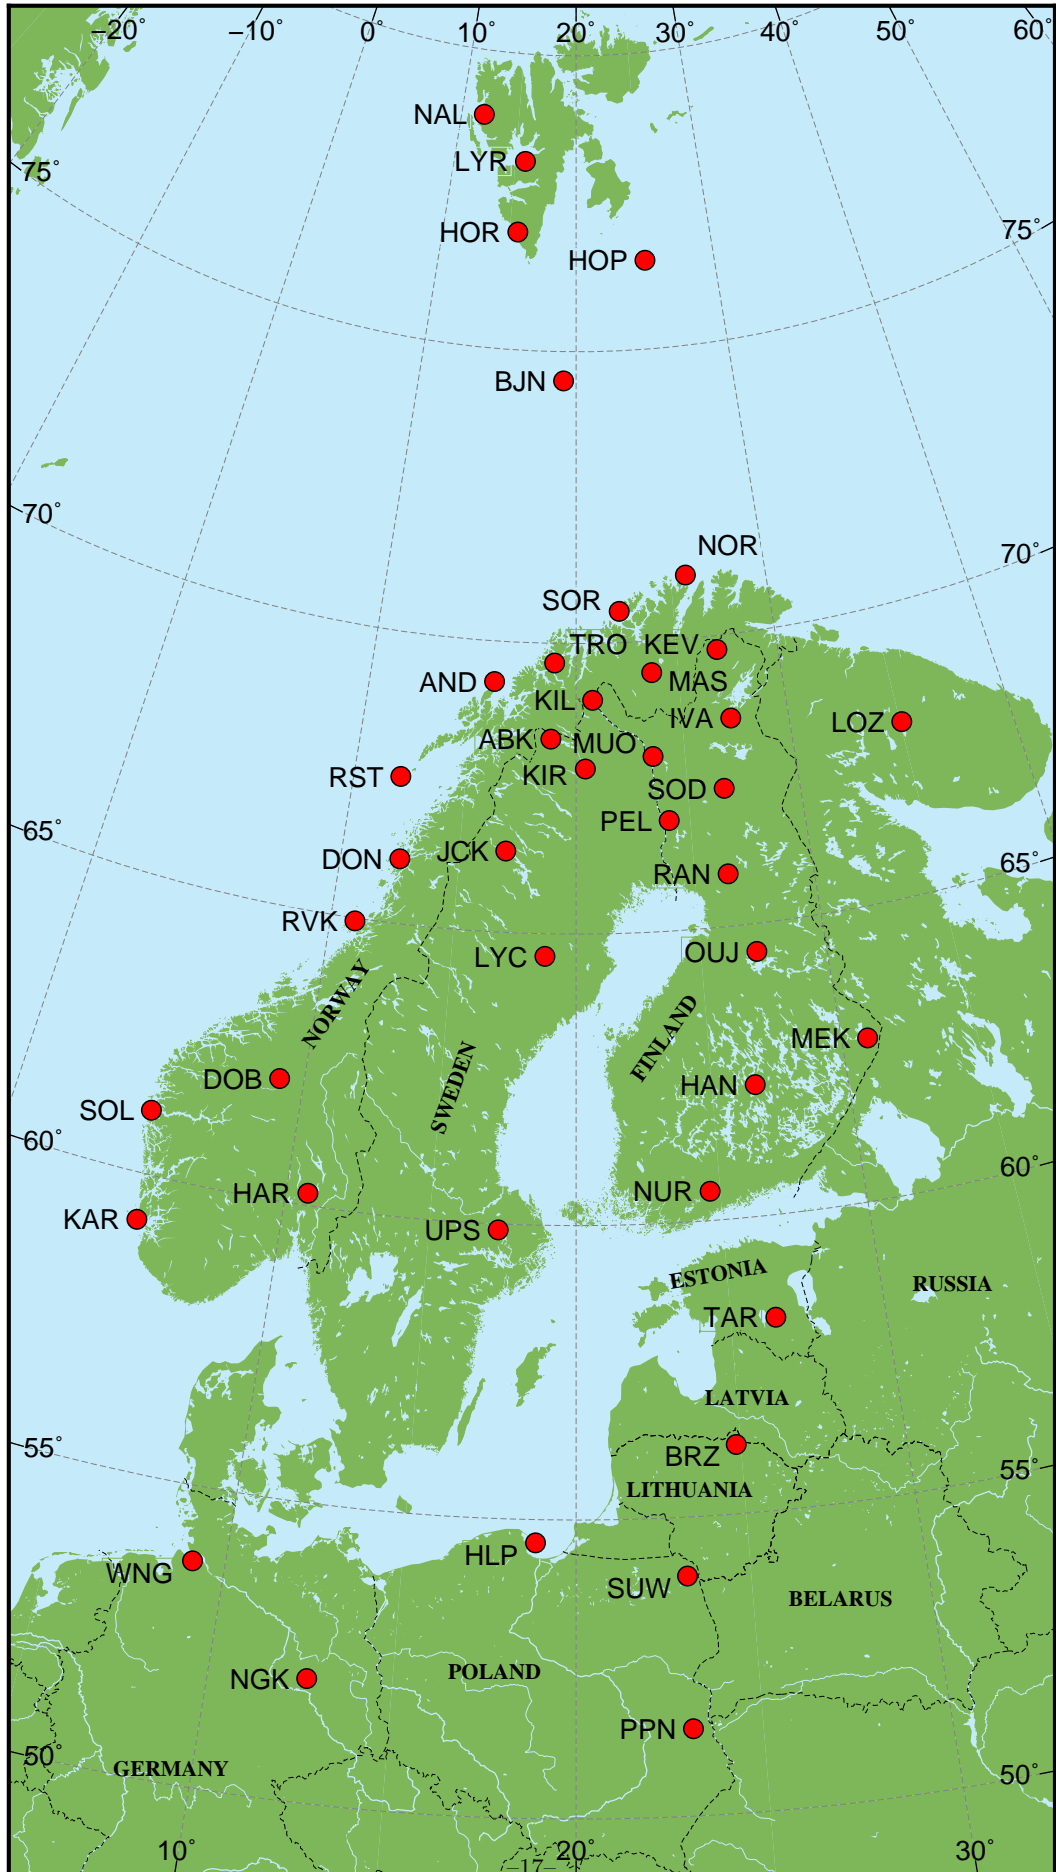 −20° −10° 0° 10° 20° 30° 40° 50° 60°
NAL
LYR
75°
HOR
75°
HOP
BJN
70°
NOR
70°
SOR
TRO KEV
AND MAS
KIL
IVA LOZ
ABK MUO
KIR
RST
SOD
PEL
65°
JCK
DON
65°
RAN
RVK
LYC OUJ
NORWAY
FINLAND
MEK
SWEDEN
DOB HAN
SOL
60°
60°
HAR NUR
KAR
UPS
ESTONIA
RUSSIA
TAR
LATVIA
55°
BRZ
55°
LITHUANIA
HLP
WNG
SUW
BELARUS
POLAND
NGK
PPN
50°
GERMANY
50°
10° 20° 30°
−17−